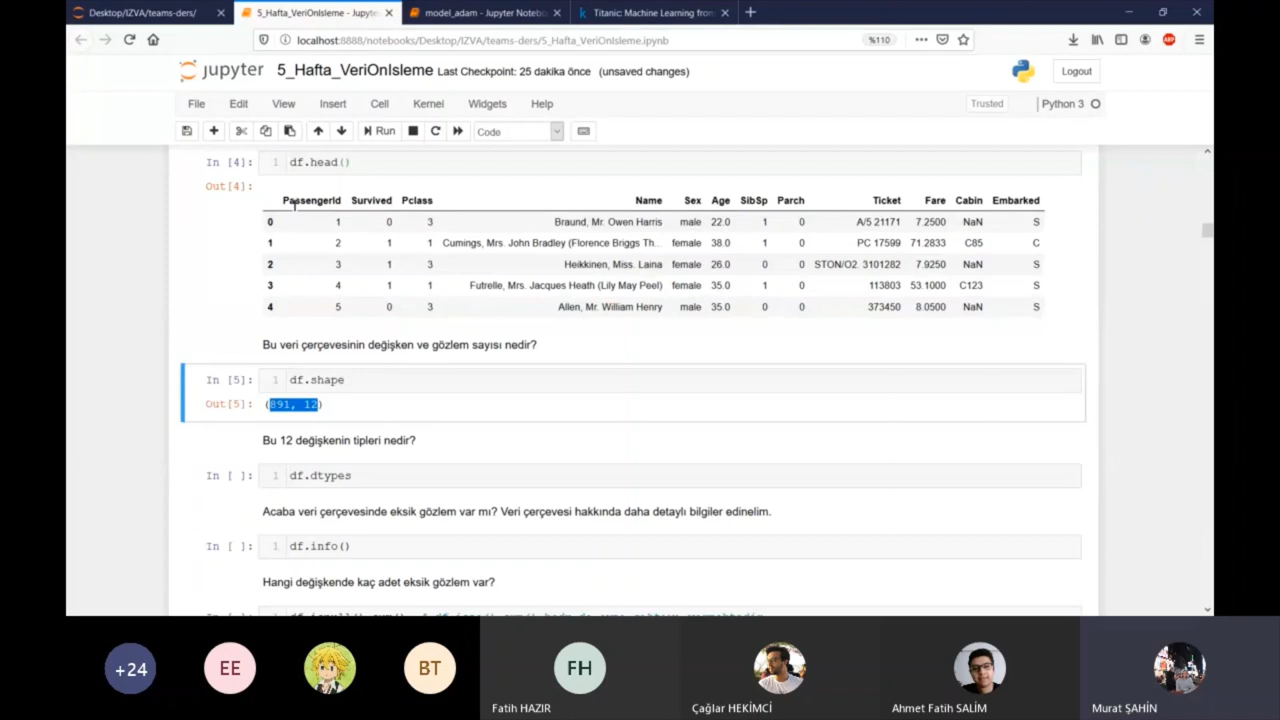 Desktop/IZVA/teams-ders/
5_Hafta_VeriOnIsleme - Jupyte
model_adam - Jupyter Notebo
Titanic: Machine Learning from
localhost:8888/notebooks/Desktop/IZVA/teams-ders/5_Hafta_VeriOnIsleme.ipynb
%110
ABP
jupyter 5_Hafta_VeriOnIsleme Last Checkpoint: 25 dakika önce (unsaved changes)
Logout
File Edit View Insert Cell Kernel Widgets Help
Trusted
Python 3
Run
Code
In [4]: 1 df.head()
Out[4]:
PassengerId Survived Pclass Name Sex Age SibSp Parch Ticket Fare Cabin Embarked
0 1 0 3 Braund, Mr. Owen Harris male 22.0 1 0 A/5 21171 7.2500 NaN S
1 2 1 1 Cumings, Mrs. John Bradley (Florence Briggs Th... female 38.0 1 0 PC 17599 71.2833 C85 C
2 3 1 3 Heikkinen, Miss. Laina female 26.0 0 0 STON/O2. 3101282 7.9250 NaN S
3 4 1 1 Futrelle, Mrs. Jacques Heath (Lily May Peel) female 35.0 1 0 113803 53.1000 C123 S
4 5 0 3 Allen, Mr. William Henry male 35.0 0 0 373450 8.0500 NaN S
Bu veri çerçevesinin değişken ve gözlem sayısı nedir?
In [5]: 1 df.shape
Out[5]: (891, 12)
Bu 12 değişkenin tipleri nedir?
In [ ]: 1 df.dtypes
Acaba veri çerçevesinde eksik gözlem var mı? Veri çerçevesi hakkında daha detaylı bilgiler edinelim.
In [ ]: 1 df.info()
Hangi değişkende kaç adet eksik gözlem var?
+24
EE
BT
FH
Fatih HAZIR
Çağlar HEKİMCİ
Ahmet Fatih SALİM
Murat ŞAHİN